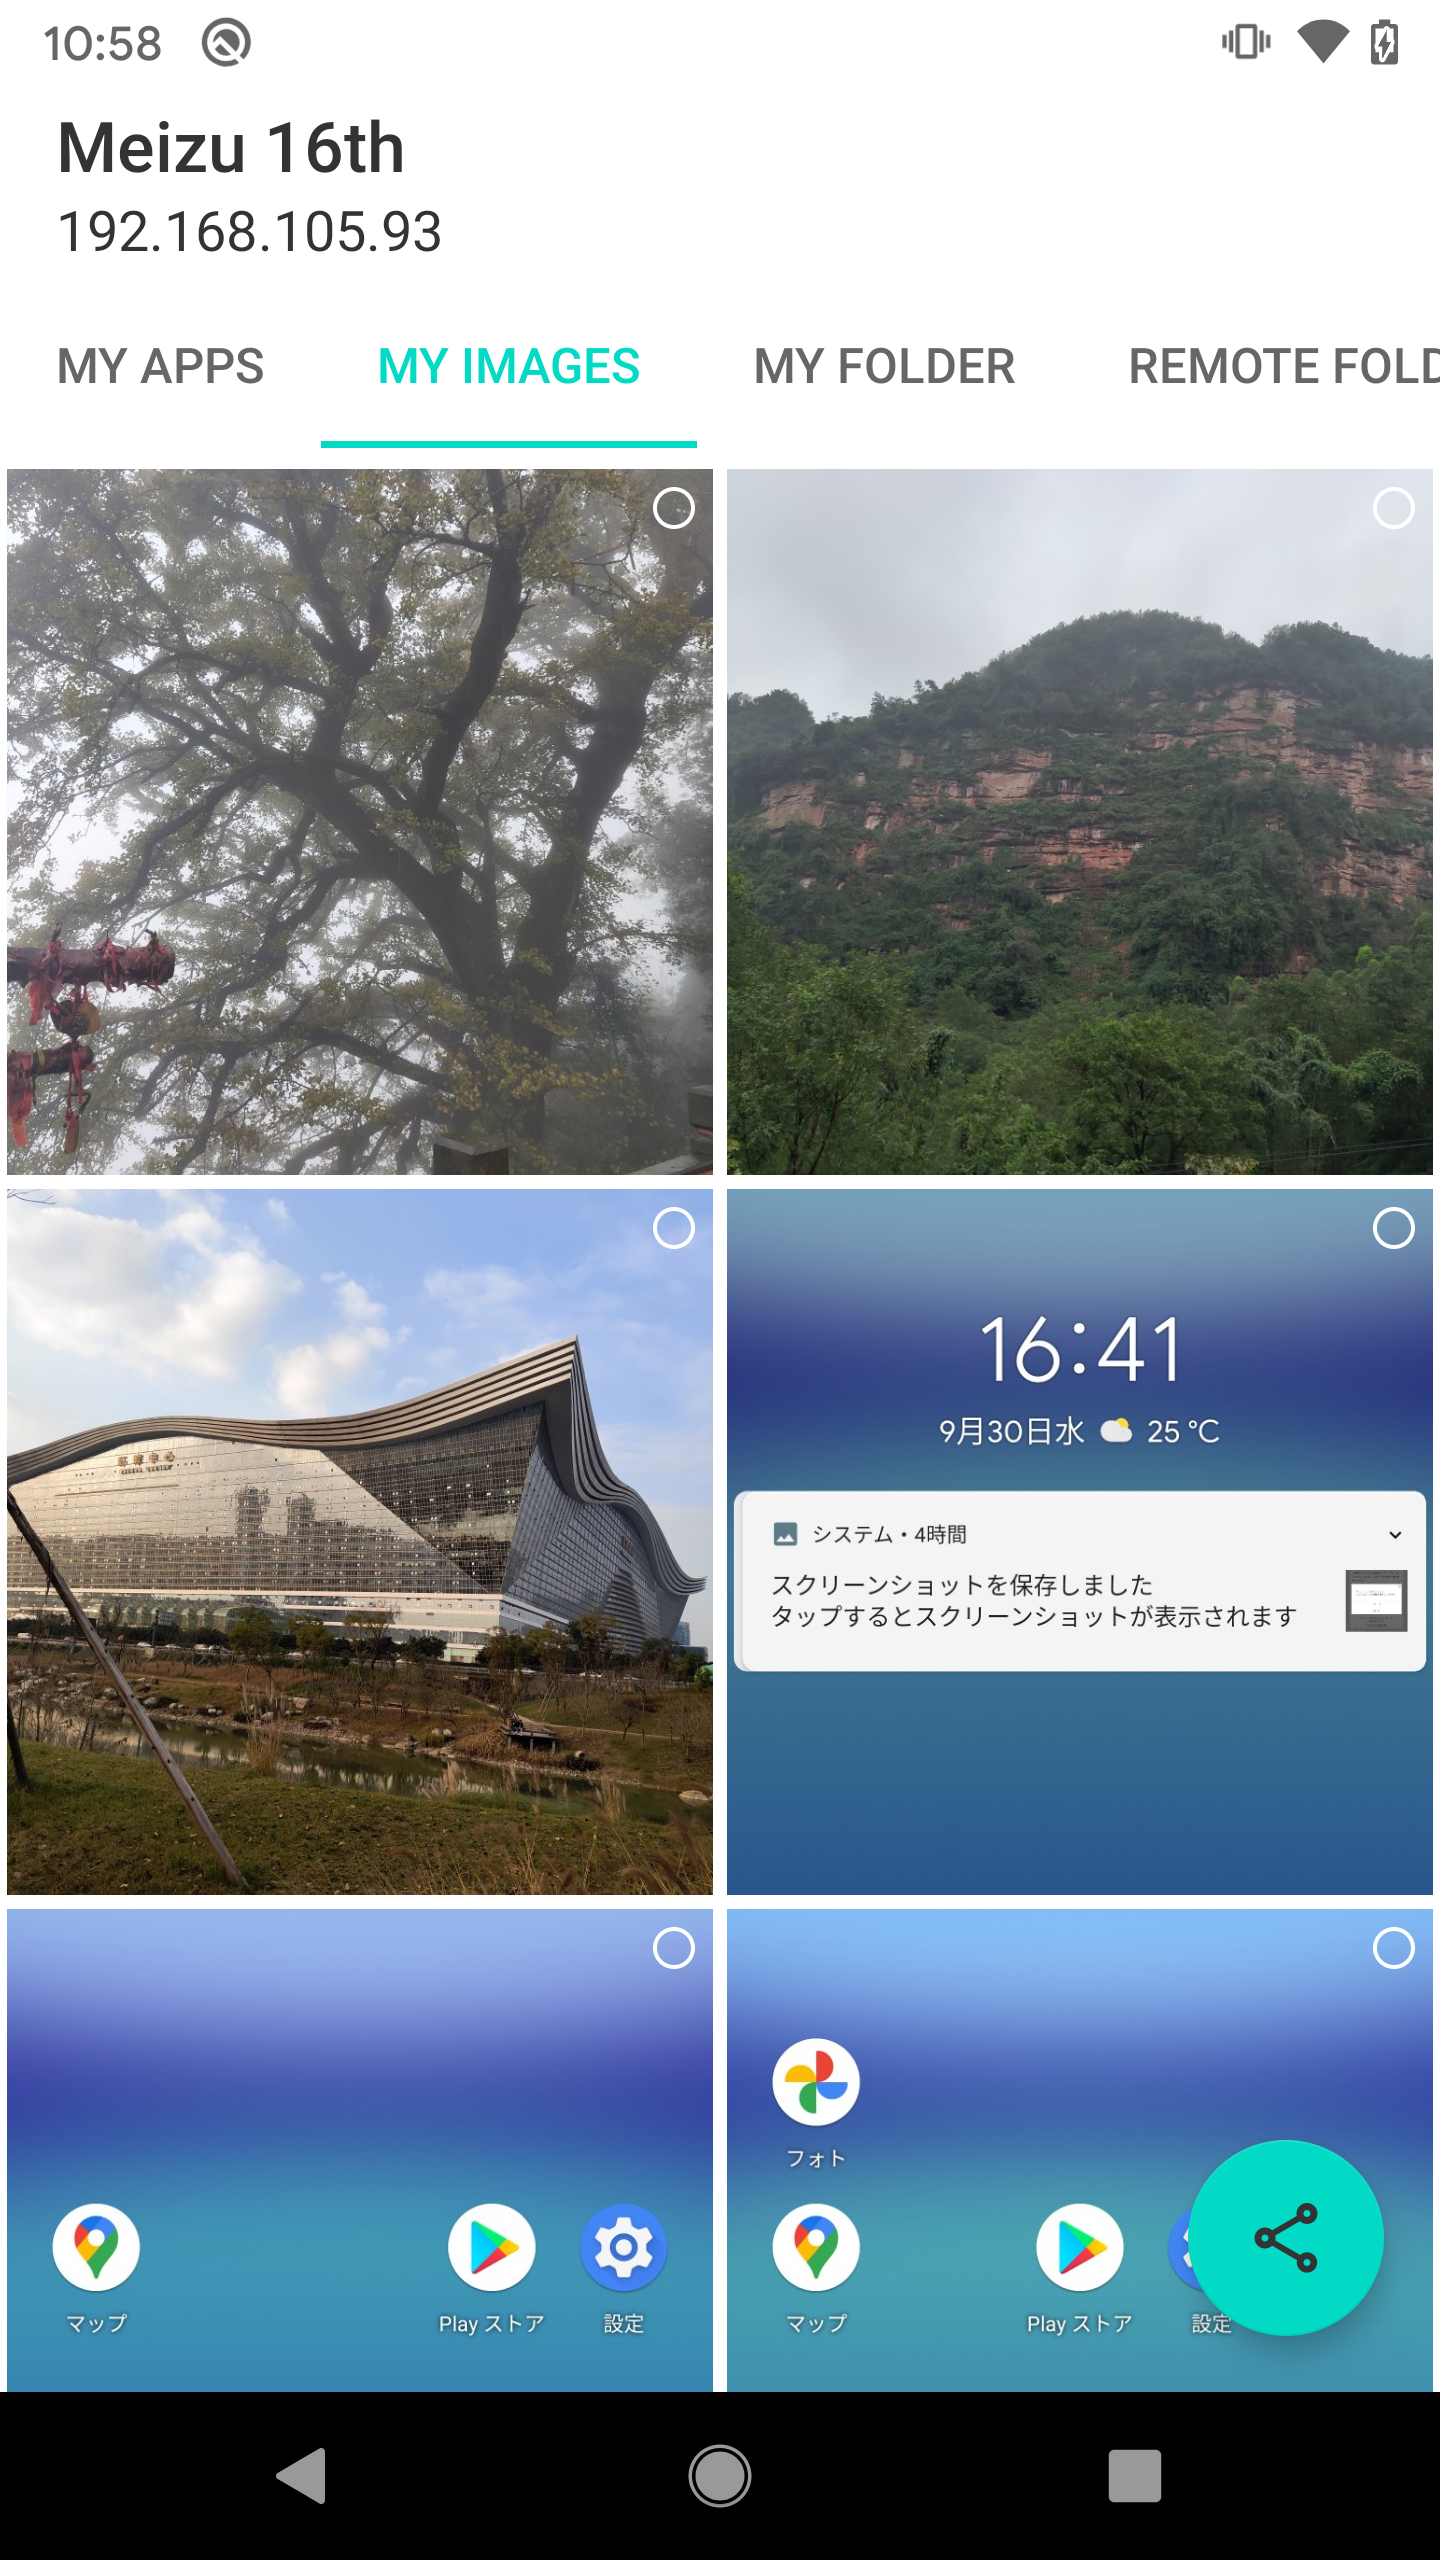 10:58
Meizu 16th
192.168.105.93
MY APPS
MY IMAGES
MY FOLDER
REMOTE FOLD
环球中心
16:41
9月30日水 25 °C
システム・4時間
スクリーンショットを保存しました
タップするとスクリーンショットが表示されます
フォト
マップ
Play ストア
設定
マップ
Play ストア
設定